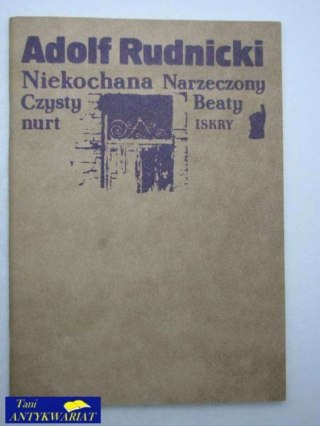 Adolf Rudnicki
Niekochana Narzeczony
Czysty Beaty
nurt ISKRY
Tani
ANTYKWARIAT